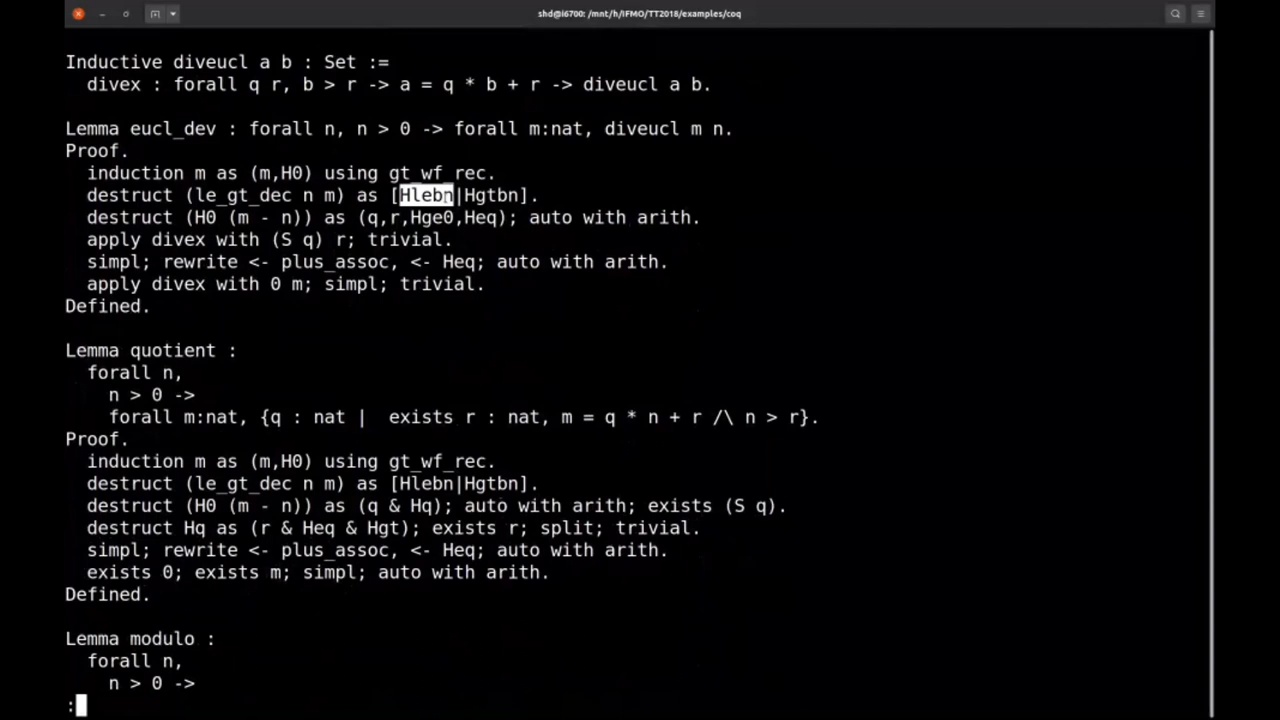 shd@i6700: /mnt/h/IFMO/TT2018/examples/coq
Inductive diveucl a b : Set :=
  divex : forall q r, b > r -> a = q * b + r -> diveucl a b.
Lemma eucl_dev : forall n, n > 0 -> forall m:nat, diveucl m n.
Proof.
  induction m as (m,H0) using gt_wf_rec.
  destruct (le_gt_dec n m) as [Hlebn|Hgtbn].
  destruct (H0 (m - n)) as (q,r,Hge0,Heq); auto with arith.
  apply divex with (S q) r; trivial.
  simpl; rewrite <- plus_assoc, <- Heq; auto with arith.
  apply divex with 0 m; simpl; trivial.
Defined.
Lemma quotient :
  forall n,
    n > 0 ->
    forall m:nat, {q : nat |  exists r : nat, m = q * n + r /\ n > r}.
Proof.
  induction m as (m,H0) using gt_wf_rec.
  destruct (le_gt_dec n m) as [Hlebn|Hgtbn].
  destruct (H0 (m - n)) as (q & Hq); auto with arith; exists (S q).
  destruct Hq as (r & Heq & Hgt); exists r; split; trivial.
  simpl; rewrite <- plus_assoc, <- Heq; auto with arith.
  exists 0; exists m; simpl; auto with arith.
Defined.
Lemma modulo :
  forall n,
    n > 0 ->
: